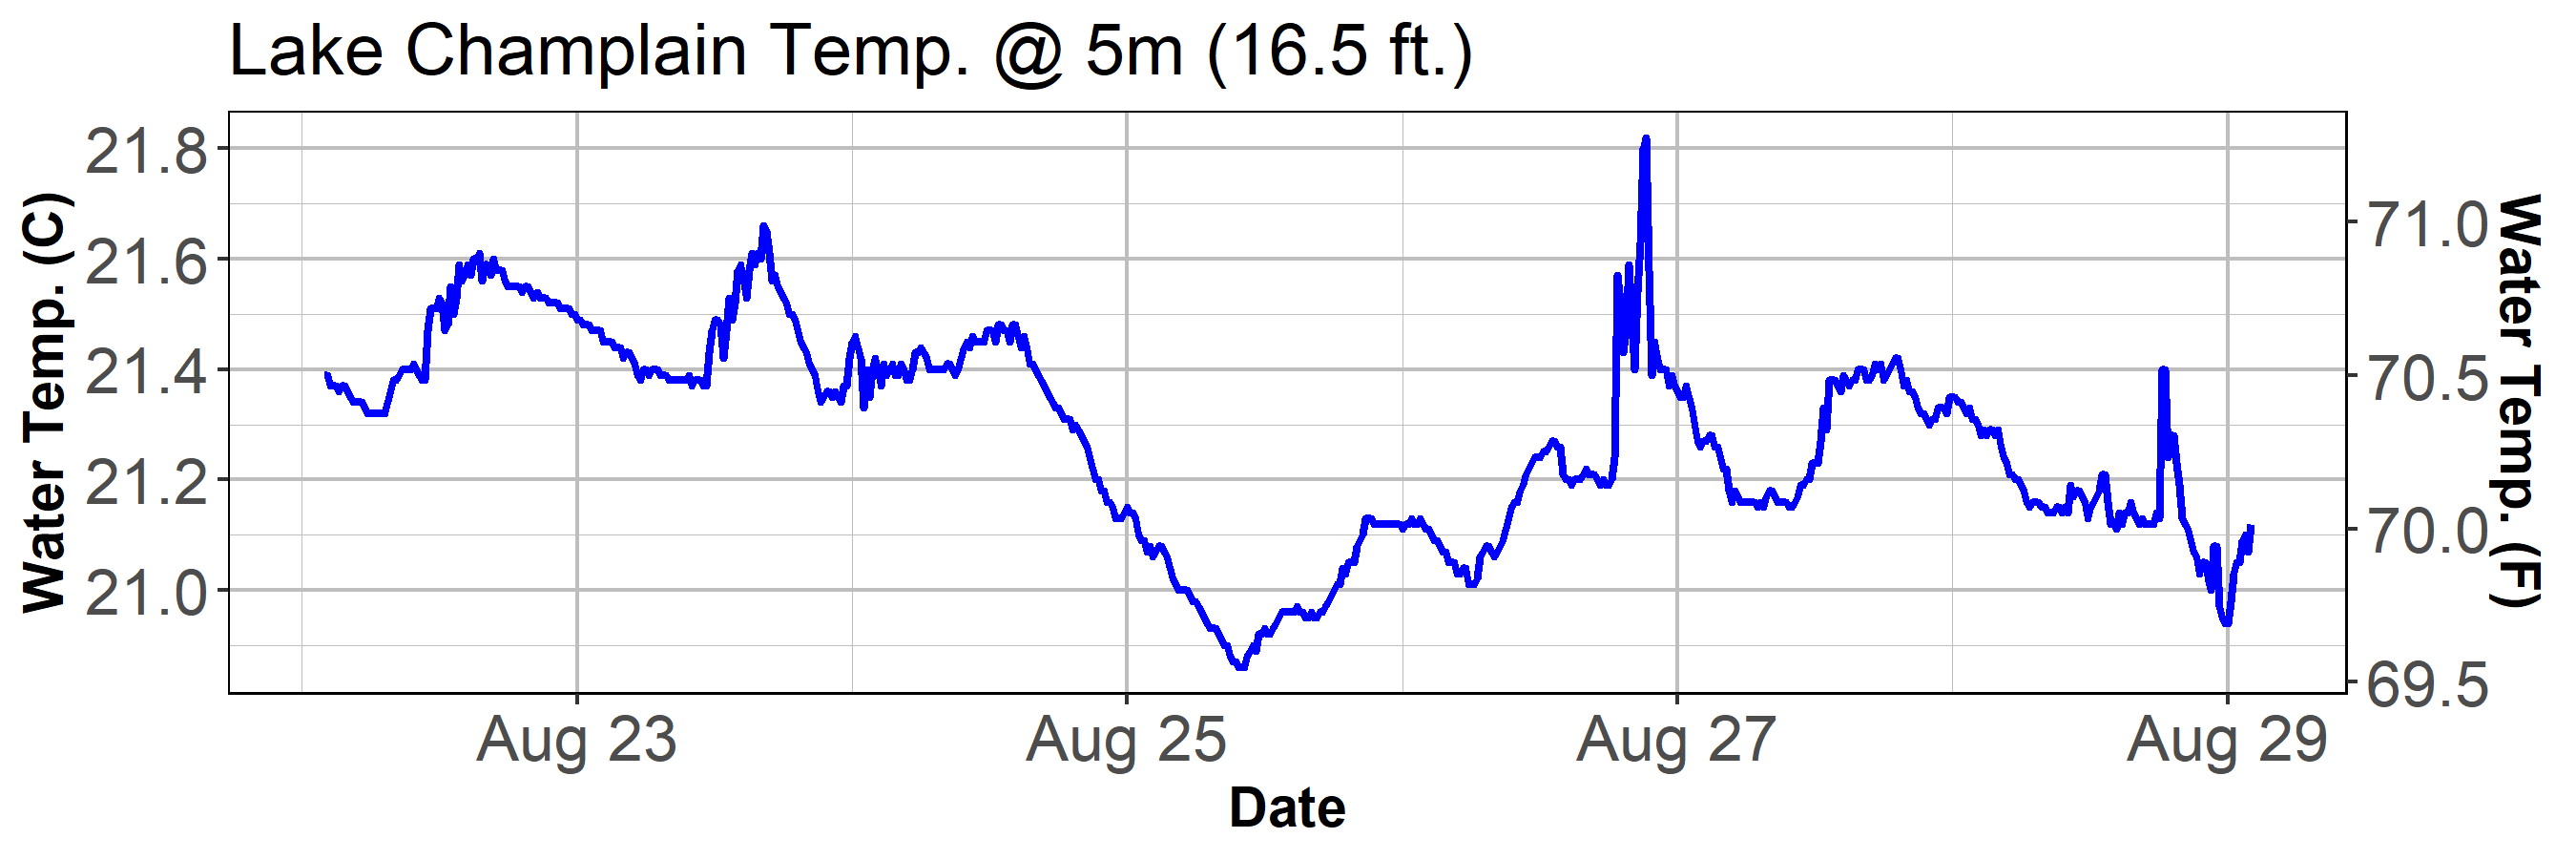 Lake Champlain Temp. @ 5m (16.5 ft.)
Water Temp. (C)
21.8
21.6
21.4
21.2
21.0
71.0
70.5
70.0
69.5
Water Temp. (F)
Aug 23
Aug 25
Aug 27
Aug 29
Date